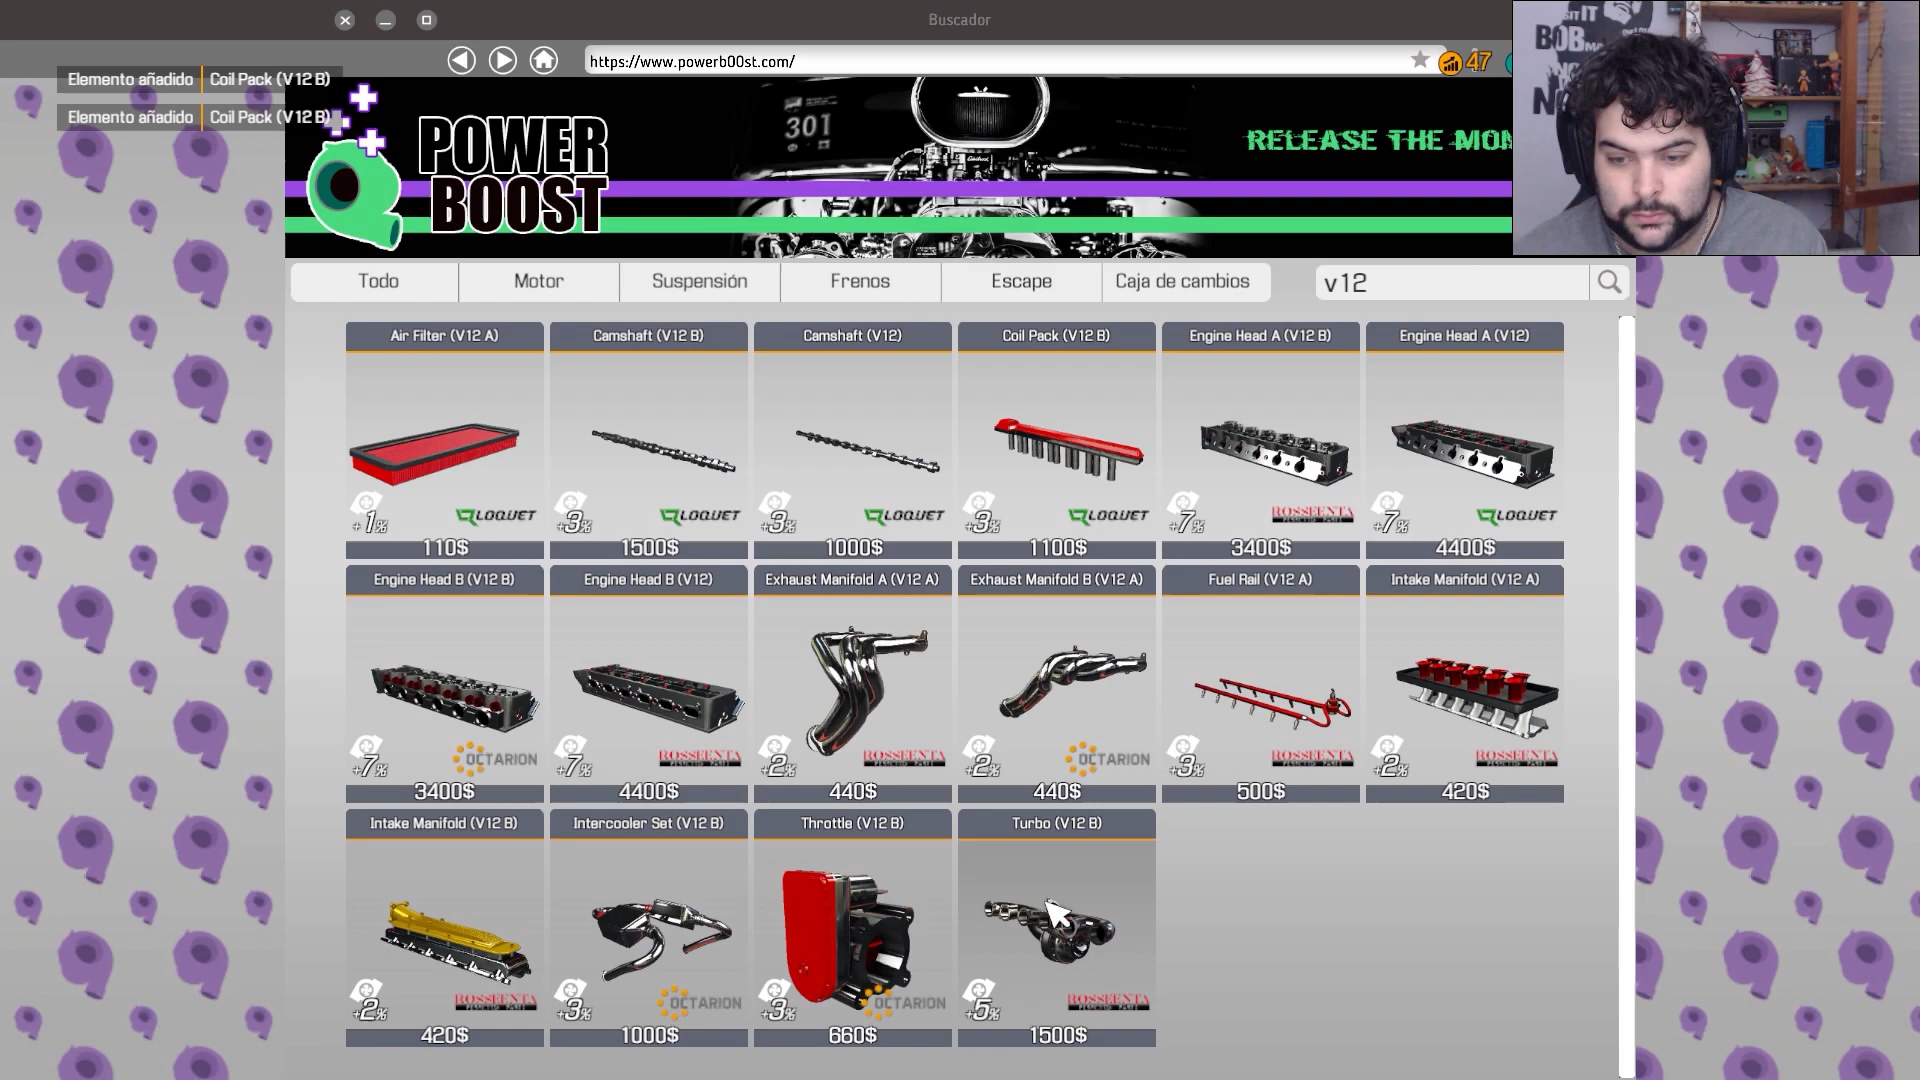 Buscador
https://www.powerb00st.com/
47
Elemento añadido Coil Pack (V12 B)
Elemento añadido Coil Pack (V12 B)
POWER
BOOST
301
RELEASE THE MON
BOB
Todo Motor Suspensión Frenos Escape Caja de cambios v12
Air Filter (V12 A) Camshaft (V12 B) Camshaft (V12) Coil Pack (V12 B) Engine Head A (V12 B) Engine Head A (V12)
+1% LOQUET +3% LOQUET +3% LOQUET +3% LOQUET +7% ROSSEENTA +7% LOQUET
110$ 1500$ 1000$ 1100$ 3400$ 4400$
Engine Head B (V12 B) Engine Head B (V12) Exhaust Manifold A (V12 A) Exhaust Manifold B (V12 A) Fuel Rail (V12 A) Intake Manifold (V12 A)
+7% OCTARION +7% ROSSEENTA +2% ROSSEENTA +2% OCTARION +3% ROSSEENTA +2% ROSSEENTA
3400$ 4400$ 440$ 440$ 500$ 420$
Intake Manifold (V12 B) Intercooler Set (V12 B) Throttle (V12 B) Turbo (V12 B)
+2% ROSSEENTA +3% OCTARION +3% OCTARION +5% ROSSEENTA
420$ 1000$ 660$ 1500$